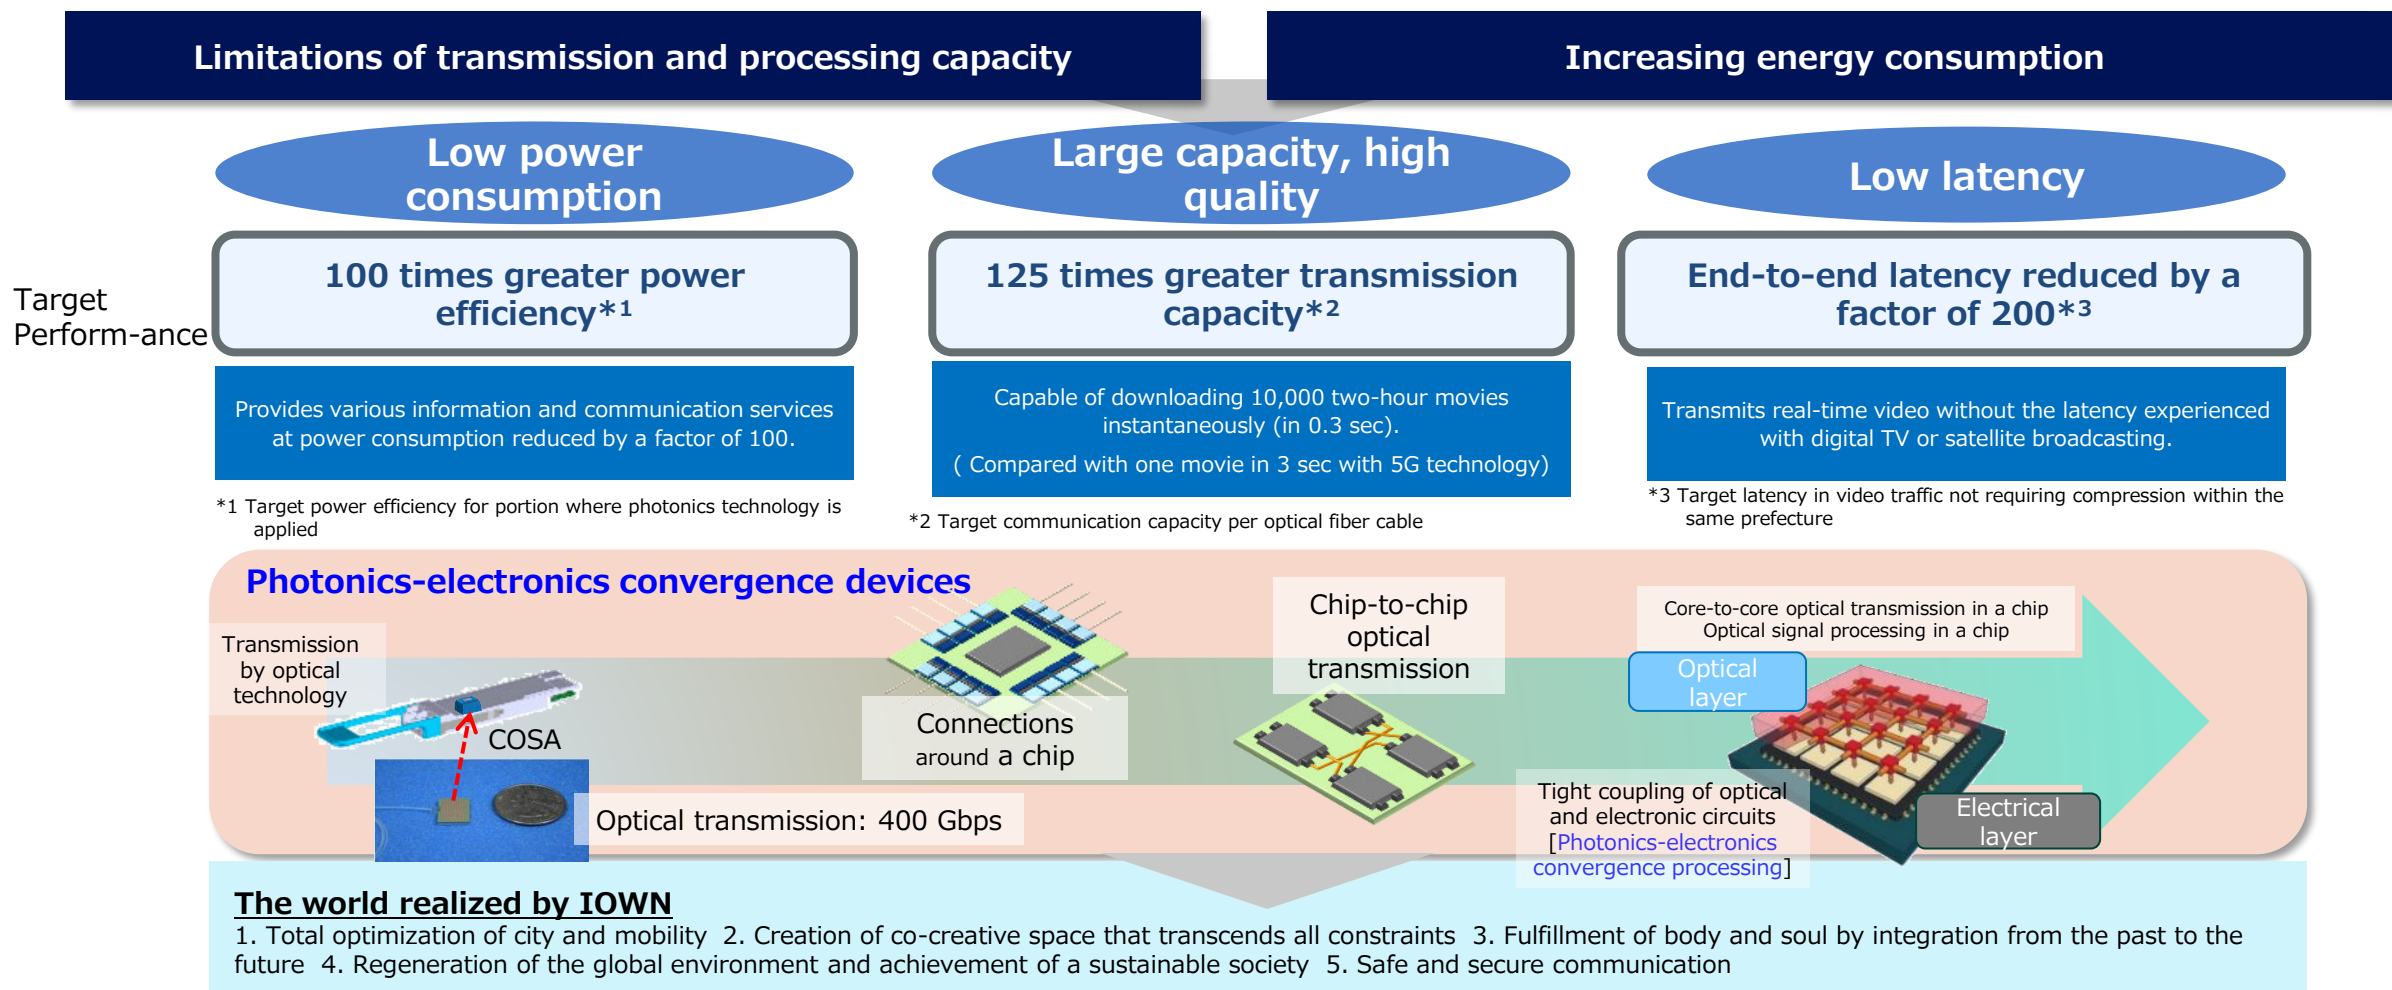 Limitations of transmission and processing capacity
Increasing energy consumption
Low power
consumption
Large capacity, high
quality
Low latency
Target
Perform-ance
100 times greater power
efficiency*1
125 times greater transmission
capacity*2
End-to-end latency reduced by a
factor of 200*3
Provides various information and communication services
at power consumption reduced by a factor of 100.
Capable of downloading 10,000 two-hour movies
instantaneously (in 0.3 sec).
( Compared with one movie in 3 sec with 5G technology)
Transmits real-time video without the latency experienced
with digital TV or satellite broadcasting.
*1 Target power efficiency for portion where photonics technology is
applied
*2 Target communication capacity per optical fiber cable
*3 Target latency in video traffic not requiring compression within the
same prefecture
Photonics-electronics convergence devices
Transmission
by optical
technology
COSA
Optical transmission: 400 Gbps
Connections
around a chip
Chip-to-chip
optical
transmission
Core-to-core optical transmission in a chip
Optical signal processing in a chip
Optical
layer
Tight coupling of optical
and electronic circuits
[Photonics-electronics
convergence processing]
Electrical
layer
The world realized by IOWN
1. Total optimization of city and mobility 2. Creation of co-creative space that transcends all constraints 3. Fulfillment of body and soul by integration from the past to the
future 4. Regeneration of the global environment and achievement of a sustainable society 5. Safe and secure communication